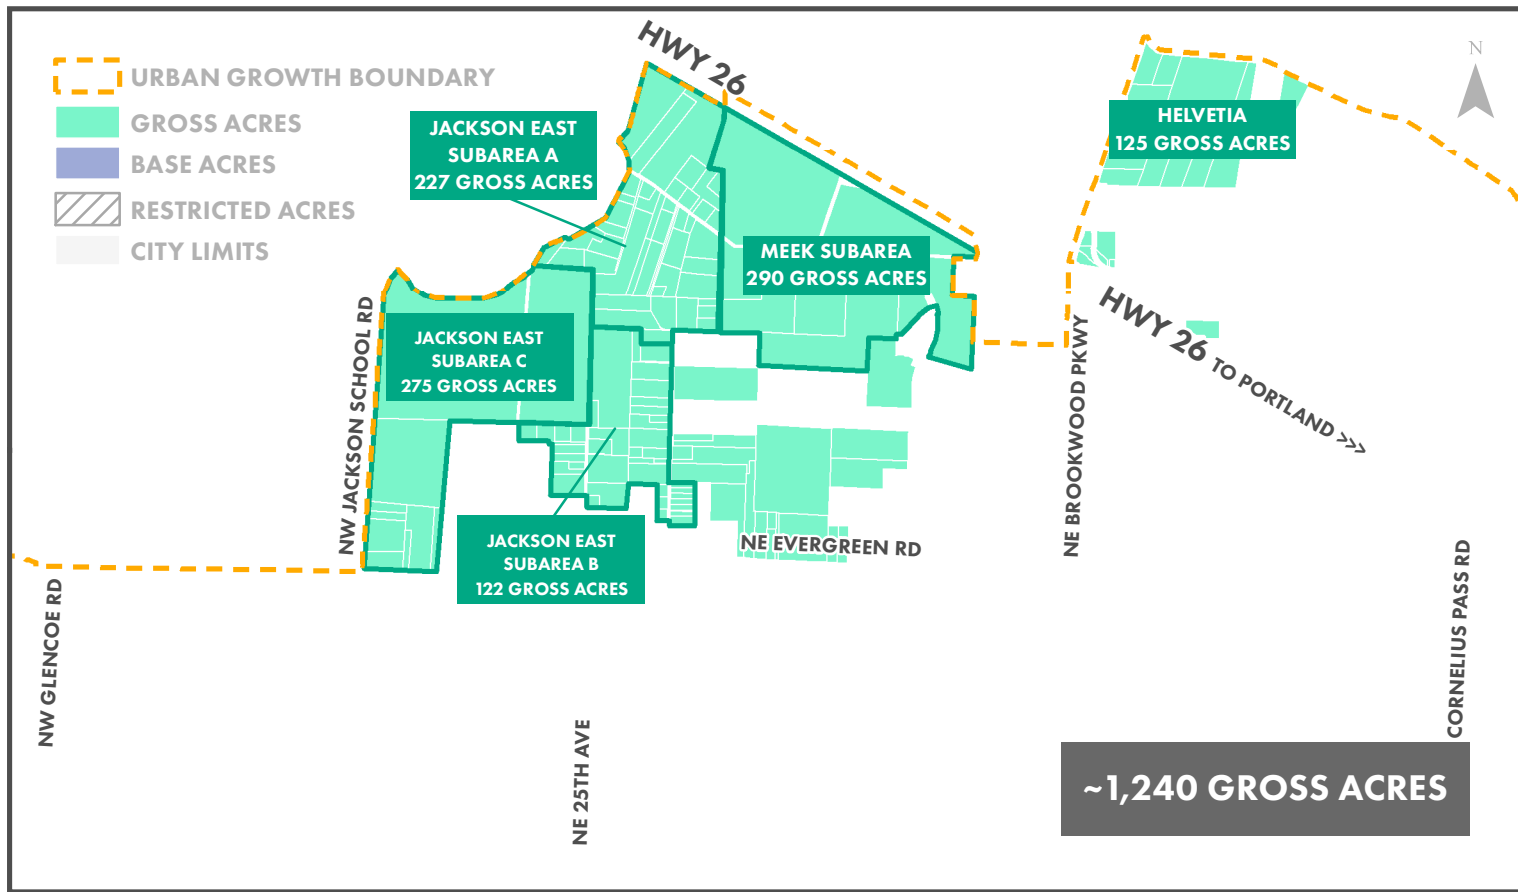 URBAN GROWTH BOUNDARY
GROSS ACRES
BASE ACRES
RESTRICTED ACRES
CITY LIMITS
HWY 26
N
JACKSON EAST
SUBAREA A
227 GROSS ACRES
HELVETIA
125 GROSS ACRES
MEEK SUBAREA
290 GROSS ACRES
JACKSON EAST
SUBAREA C
275 GROSS ACRES
HWY 26 TO PORTLAND >>>
NW JACKSON SCHOOL RD
NE BROOKWOOD PKWY
JACKSON EAST
SUBAREA B
122 GROSS ACRES
NE EVERGREEN RD
NW GLENCOE RD
CORNELIUS PASS RD
NE 25TH AVE
~1,240 GROSS ACRES